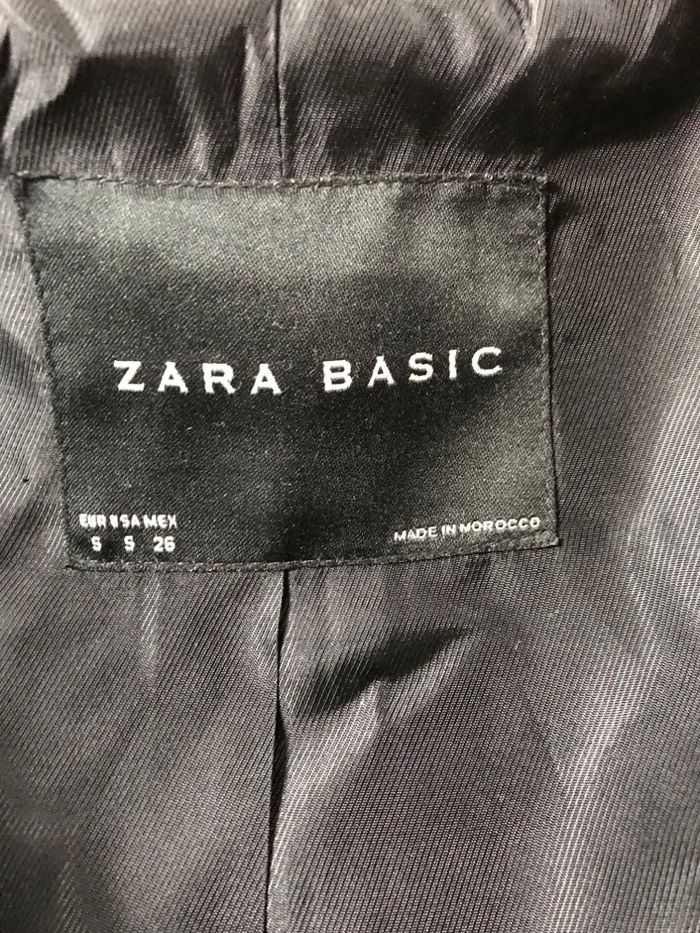 ZARA BASIC
EUR USA MEX
S S 26
MADE IN MOROCCO